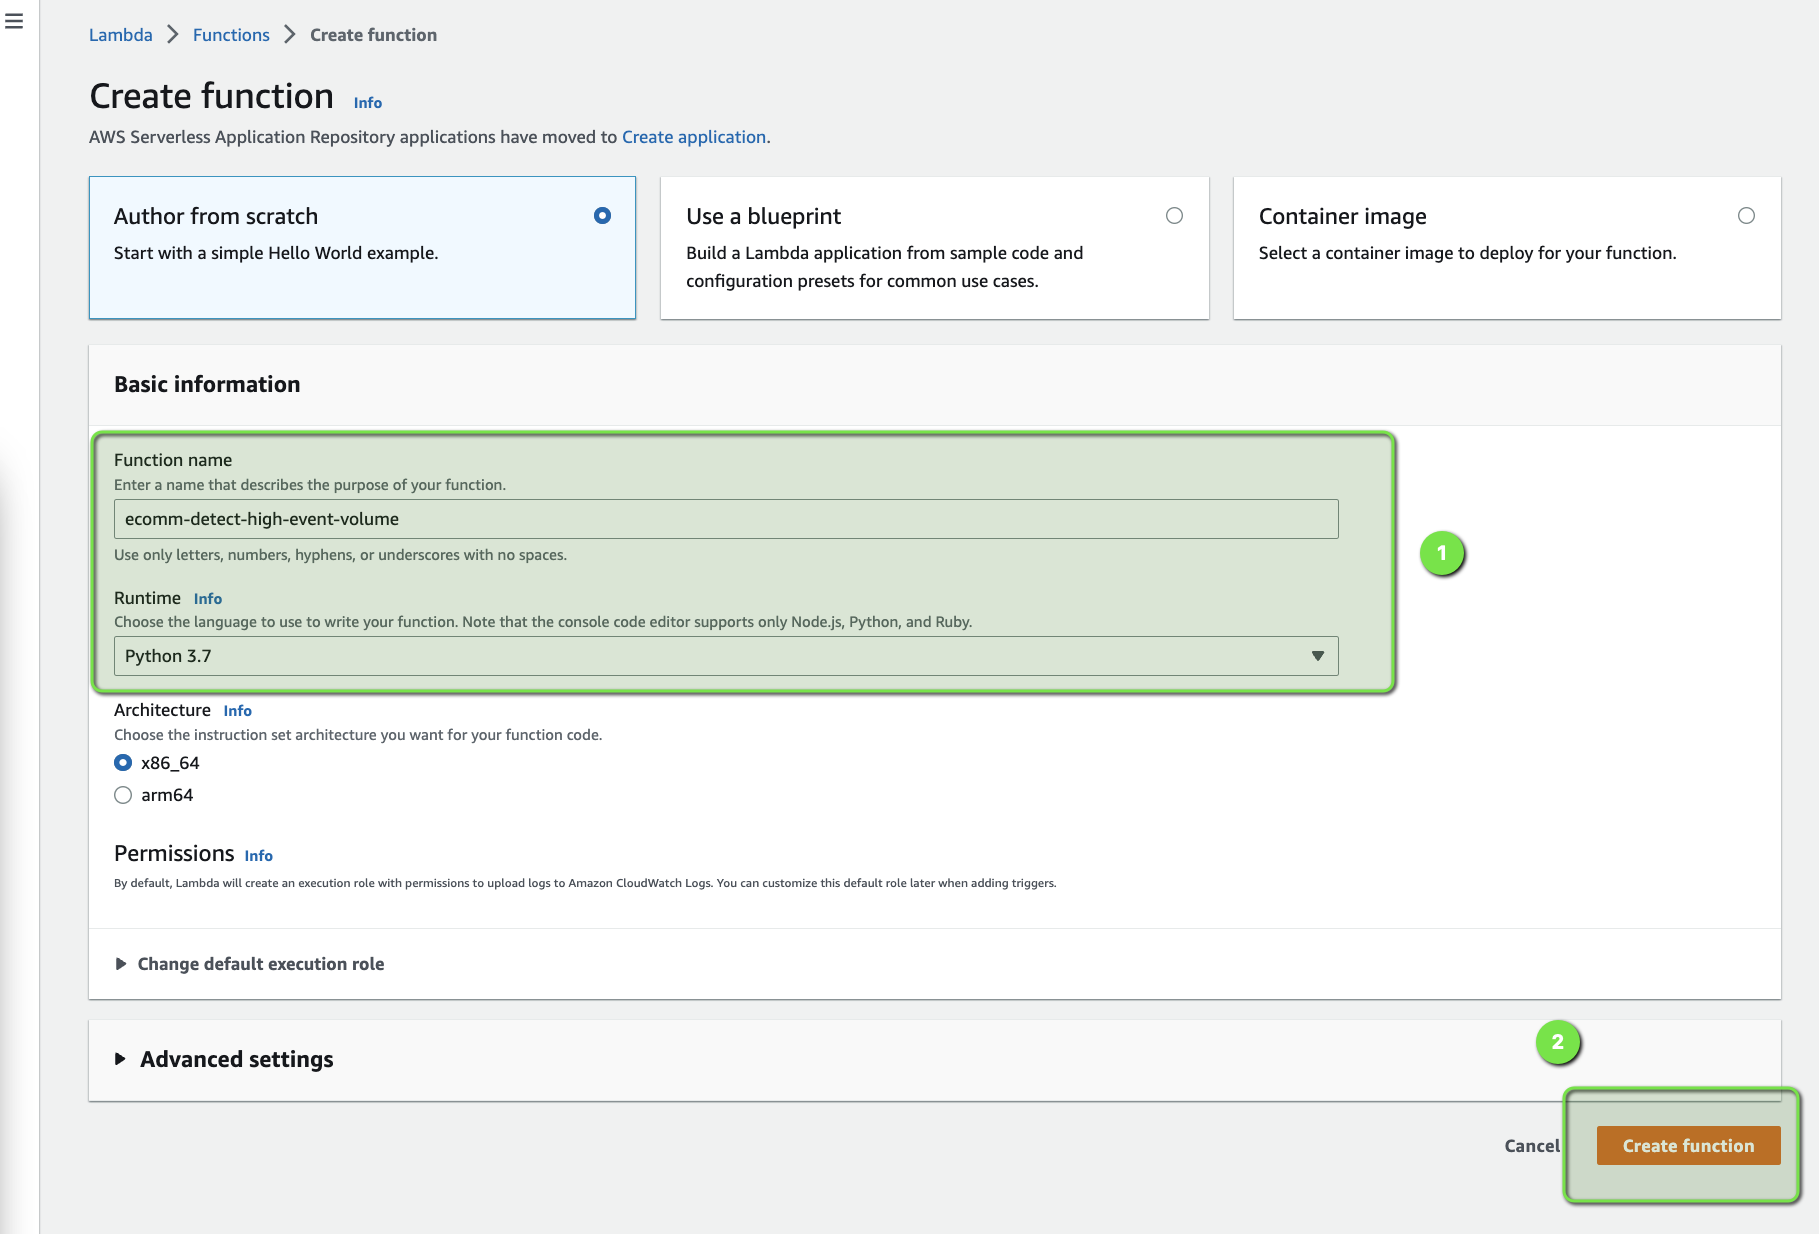 Lambda > Functions > Create function
Create function Info
AWS Serverless Application Repository applications have moved to Create application.
Author from scratch
Start with a simple Hello World example.
Use a blueprint
Build a Lambda application from sample code and
configuration presets for common use cases.
Container image
Select a container image to deploy for your function.
Basic information
Function name
Enter a name that describes the purpose of your function.
ecomm-detect-high-event-volume
Use only letters, numbers, hyphens, or underscores with no spaces.
1
Runtime Info
Choose the language to use to write your function. Note that the console code editor supports only Node.js, Python, and Ruby.
Python 3.7
Architecture Info
Choose the instruction set architecture you want for your function code.
x86_64
arm64
Permissions Info
By default, Lambda will create an execution role with permissions to upload logs to Amazon CloudWatch Logs. You can customize this default role later when adding triggers.
Change default execution role
2
Advanced settings
Cancel
Create function